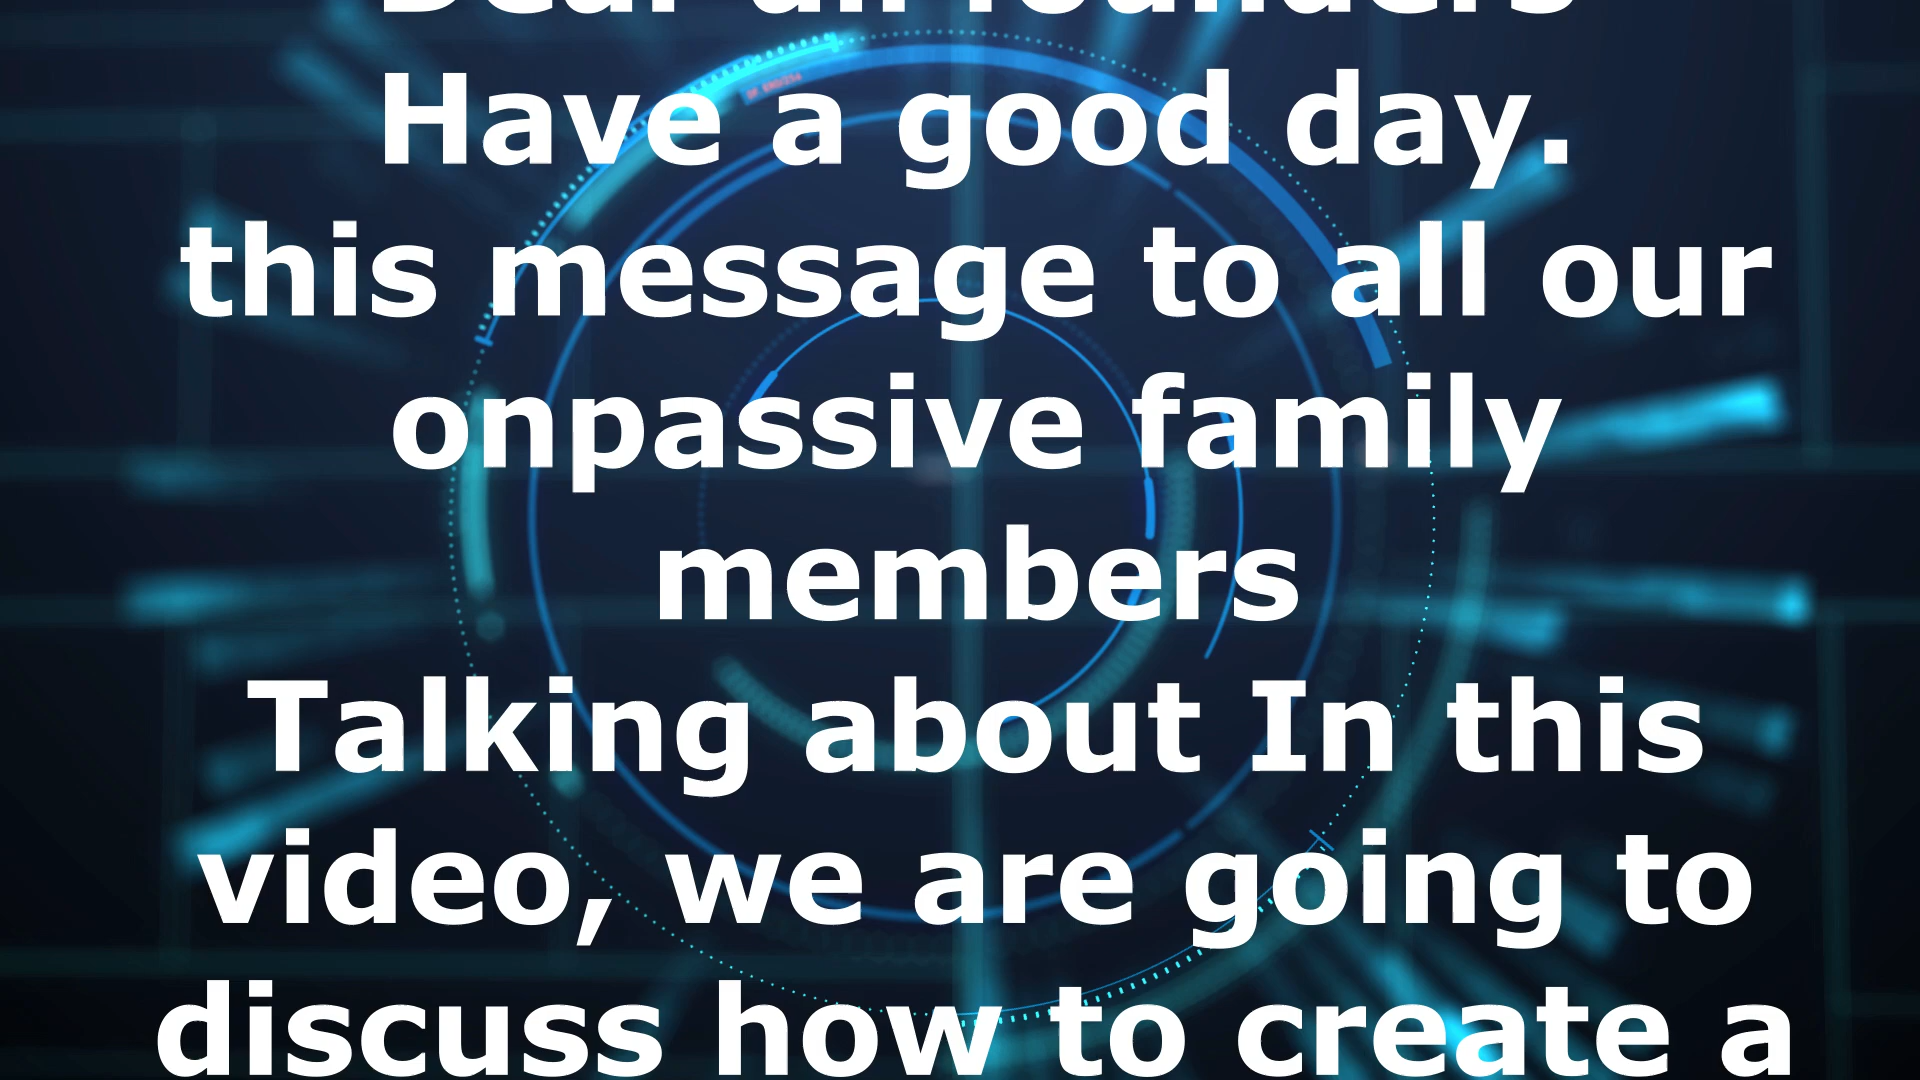 Dear all founders
Have a good day.
this message to all our
onpassive family
members
Talking about In this
video, we are going to
discuss how to create a